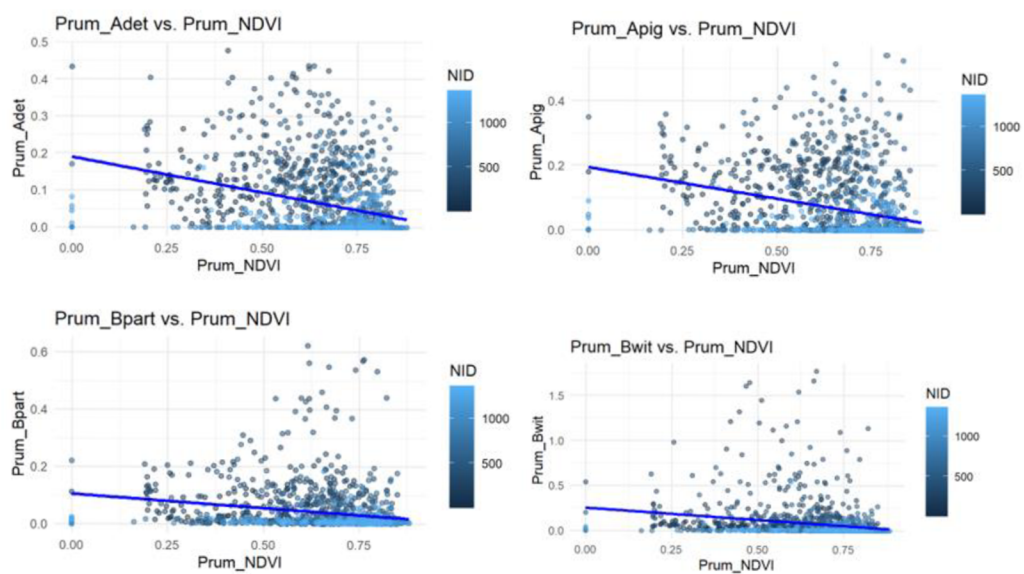 Prum_Adet vs. Prum_NDVI
0.5
0.4
0.3
0.2
0.1
0.0
Prum_Adet
0.00 0.25 0.50 0.75
Prum_NDVI
NID
1000
500
Prum_Apig vs. Prum_NDVI
0.4
0.2
0.0
Prum_Apig
0.00 0.25 0.50 0.75
Prum_NDVI
NID
1000
500
Prum_Bpart vs. Prum_NDVI
0.6
0.4
0.2
0.0
Prum_Bpart
0.00 0.25 0.50 0.75
Prum_NDVI
NID
1000
500
Prum_Bwit vs. Prum_NDVI
1.5
1.0
0.5
0.0
Prum_Bwit
0.00 0.25 0.50 0.75
Prum_NDVI
NID
1000
500